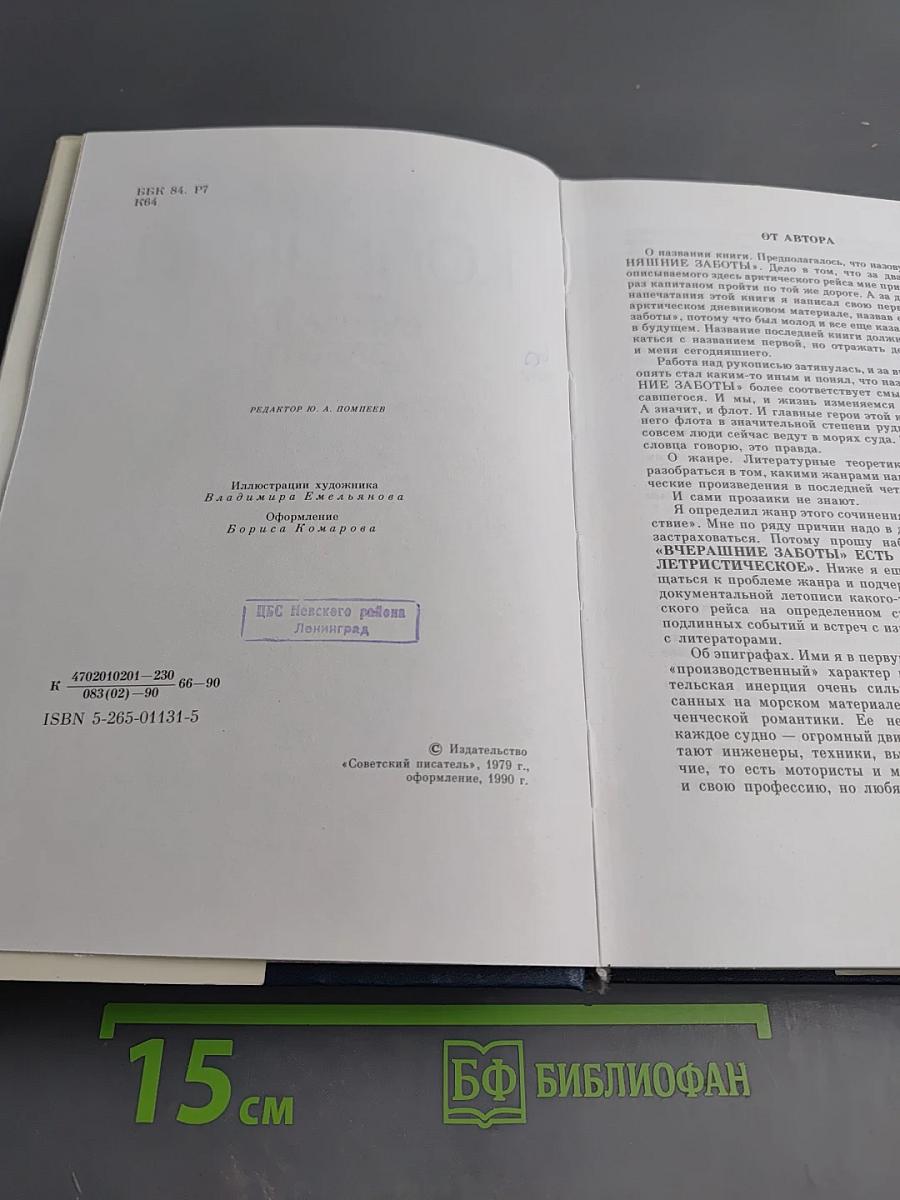 ББК 84. Р7
К64
РЕДАКТОР Ю. А. ПОМПЕЕВ
Иллюстрации художника
Владимира Емельянова
Оформление
Бориса Комарова
ЦБС Невского района
Ленинград
К 4702010201—230 / 083(02)—90 66—90
ISBN 5-265-01131-5
© Издательство
«Советский писатель», 1979 г.,
оформление, 1990 г.
ОТ АВТОРА
О названии книги. Предполагалось, что назову
НЯШНИЕ ЗАБОТЫ». Дело в том, что за два
описываемого здесь арктического рейса мне при
раз капитаном пройти по той же дороге. А за д
напечатания этой книги я написал свою перв
арктическом дневниковом материале, назвав е
заботы», потому что был молод и все еще каза
в будущем. Название последней книги долж
каться с названием первой, но отражать де
и меня сегодняшнего.
Работа над рукописью затянулась, и за в
опять стал каким-то иным и понял, что наз
НИЕ ЗАБОТЫ» более соответствует смы
савшегося. И мы, и жизнь изменяемся
А значит, и флот. И главные герои этой к
него флота в значительной степени руд
совсем люди сейчас ведут в морях суда.
словца говорю, это правда.
О жанре. Литературные теоретик
разобраться в том, какими жанрами на
ческие произведения в последней чет
И сами прозаики не знают.
Я определил жанр этого сочинения
ствие». Мне по ряду причин надо в д
застраховаться. Потому прошу наб
«ВЧЕРАШНИЕ ЗАБОТЫ» ЕСТЬ
ЛЕТРИСТИЧЕСКОЕ». Ниже я ещ
щаться к проблеме жанра и подчер
документальной летописи какого-
ского рейса на определенном с
подлинных событий и встреч с из
с литераторами.
Об эпиграфах. Ими я в перву
«производственный» характер
тельская инерция очень силь
санных на морском материале
ченческой романтики. Ее не
каждое судно — огромный дви
тают инженеры, техники, вы
чие, то есть мотористы и м
и свою профессию, но любя
15 см
БФ БИБЛИОФАН